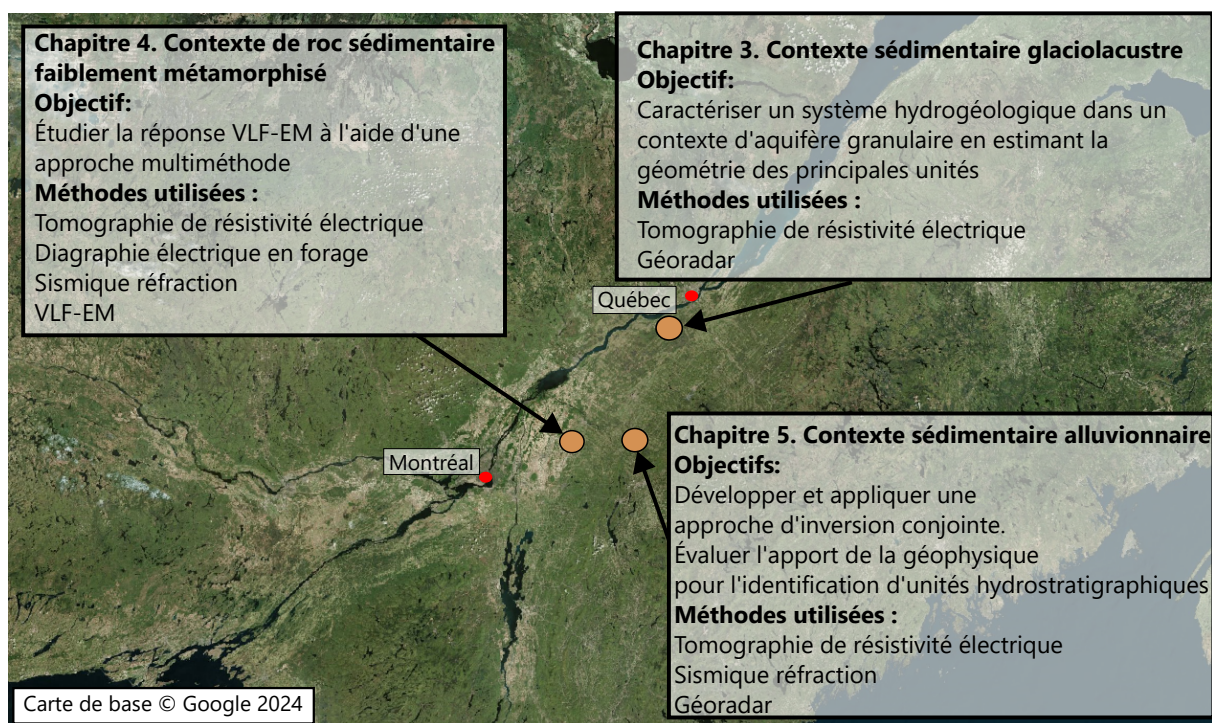 Chapitre 4. Contexte de roc sédimentaire
faiblement métamorphisé
Objectif:
Étudier la réponse VLF-EM à l'aide d'une
approche multiméthode
Méthodes utilisées :
Tomographie de résistivité électrique
Diagraphie électrique en forage
Sismique réfraction
VLF-EM
Chapitre 3. Contexte sédimentaire glaciolacustre
Objectif:
Caractériser un système hydrogéologique dans un
contexte d'aquifère granulaire en estimant la
géométrie des principales unités
Méthodes utilisées :
Tomographie de résistivité électrique
Géoradar
Québec
Montréal
Chapitre 5. Contexte sédimentaire alluvionnaire
Objectifs:
Développer et appliquer une
approche d'inversion conjointe.
Évaluer l'apport de la géophysique
pour l'identification d'unités hydrostratigraphiques
Méthodes utilisées :
Tomographie de résistivité électrique
Sismique réfraction
Géoradar
Carte de base © Google 2024